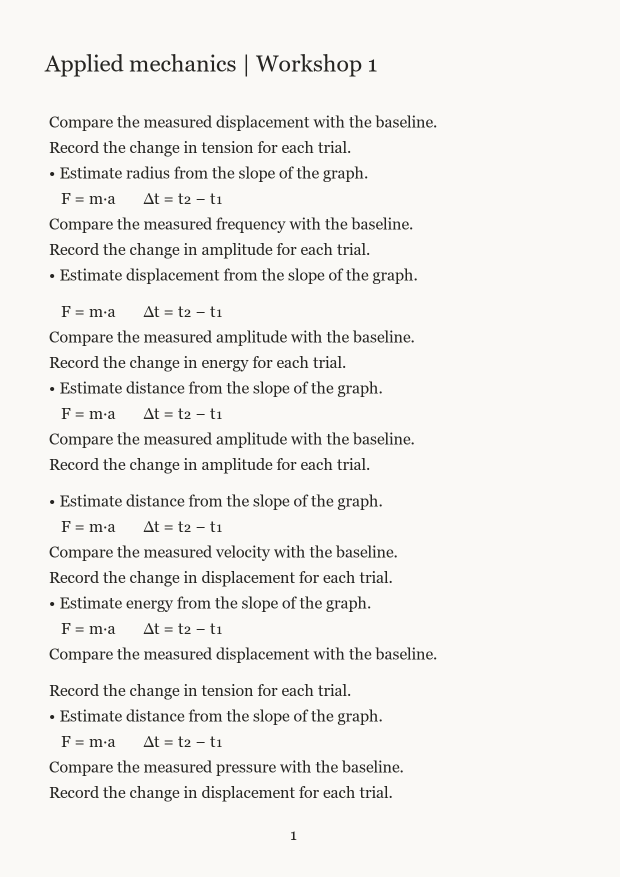 Applied mechanics | Workshop 1
Compare the measured displacement with the baseline.
Record the change in tension for each trial.
• Estimate radius from the slope of the graph.
F = m·a Δt = t2 − t1
Compare the measured frequency with the baseline.
Record the change in amplitude for each trial.
• Estimate displacement from the slope of the graph.
F = m·a Δt = t2 − t1
Compare the measured amplitude with the baseline.
Record the change in energy for each trial.
• Estimate distance from the slope of the graph.
F = m·a Δt = t2 − t1
Compare the measured amplitude with the baseline.
Record the change in amplitude for each trial.
• Estimate distance from the slope of the graph.
F = m·a Δt = t2 − t1
Compare the measured velocity with the baseline.
Record the change in displacement for each trial.
• Estimate energy from the slope of the graph.
F = m·a Δt = t2 − t1
Compare the measured displacement with the baseline.
Record the change in tension for each trial.
• Estimate distance from the slope of the graph.
F = m·a Δt = t2 − t1
Compare the measured pressure with the baseline.
Record the change in displacement for each trial.
1